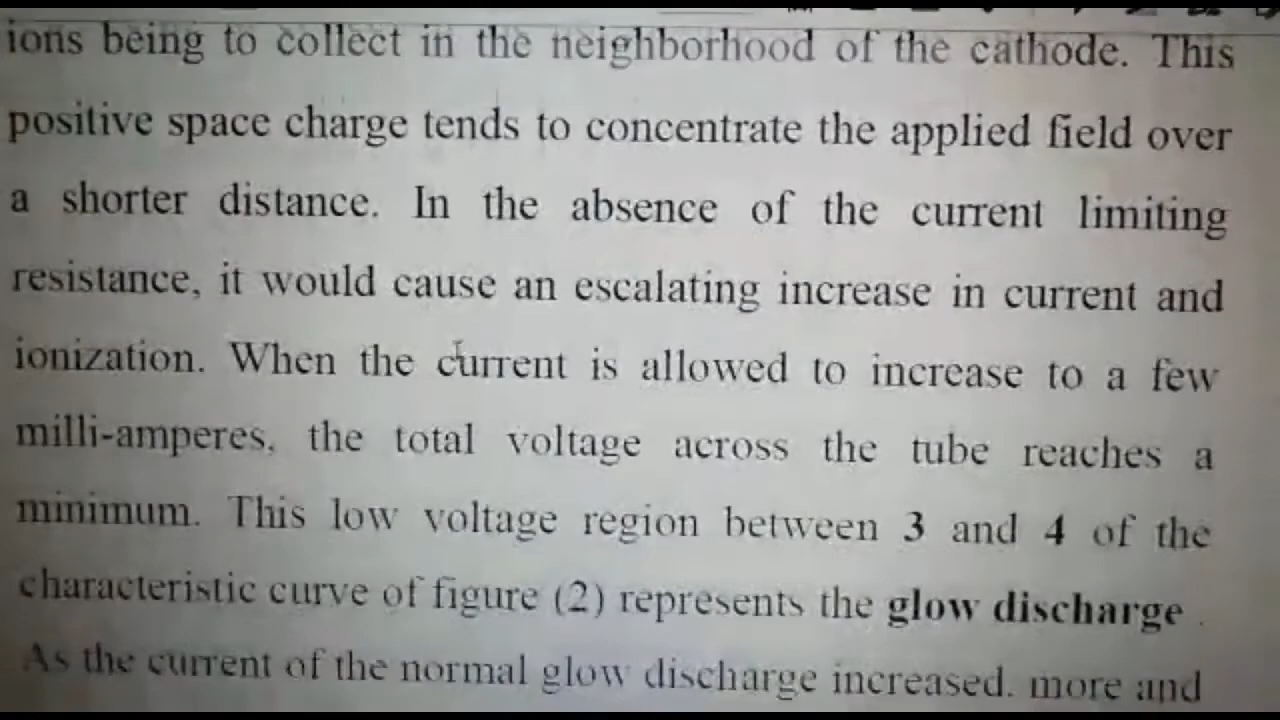 ions being to collect in the neighborhood of the cathode. This
positive space charge tends to concentrate the applied field over
a shorter distance. In the absence of the current limiting
resistance, it would cause an escalating increase in current and
ionization. When the current is allowed to increase to a few
milli-amperes, the total voltage across the tube reaches a
minimum. This low voltage region between 3 and 4 of the
characteristic curve of figure (2) represents the glow discharge .
As the current of the normal glow discharge increased. more and